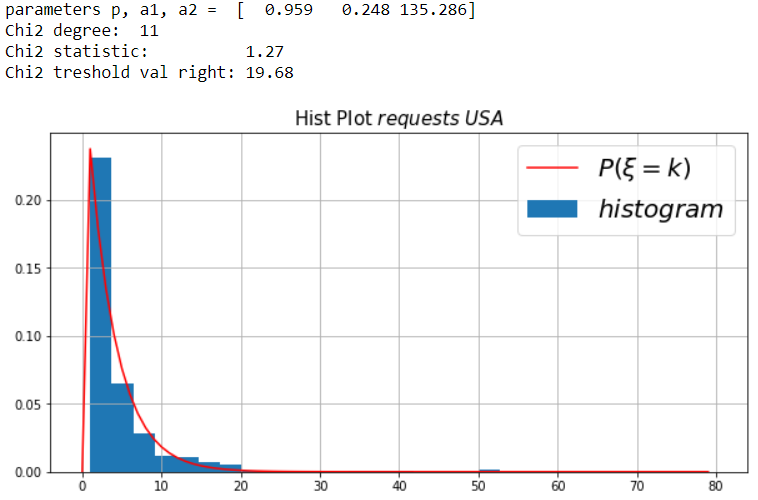 parameters p, a1, a2 =  [  0.959   0.248 135.286]
Chi2 degree:  11
Chi2 statistic:          1.27
Chi2 treshold val right: 19.68
Hist Plot requests USA
P(ξ = k)
histogram
0.20
0.15
0.10
0.05
0.00
0 10 20 30 40 50 60 70 80